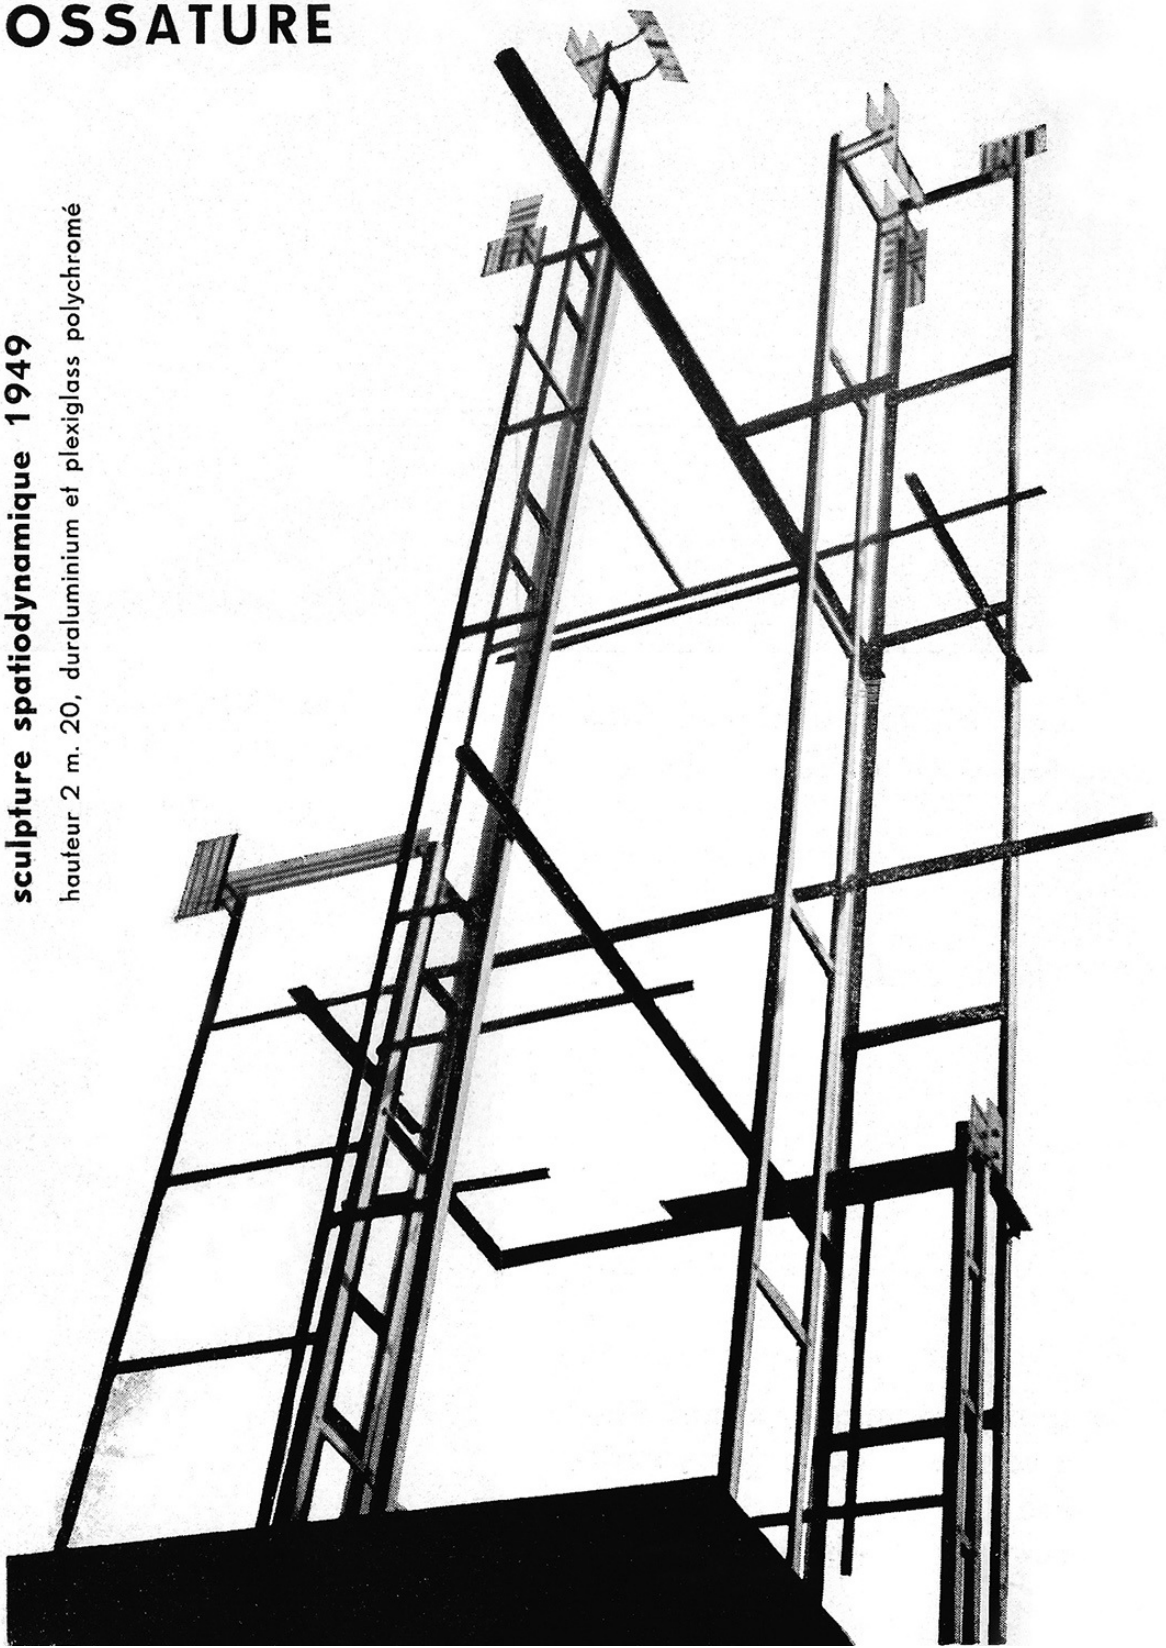 OSSATURE
sculpture spatiodynamique 1949
hauteur 2 m. 20, duraluminium et plexiglass polychromé